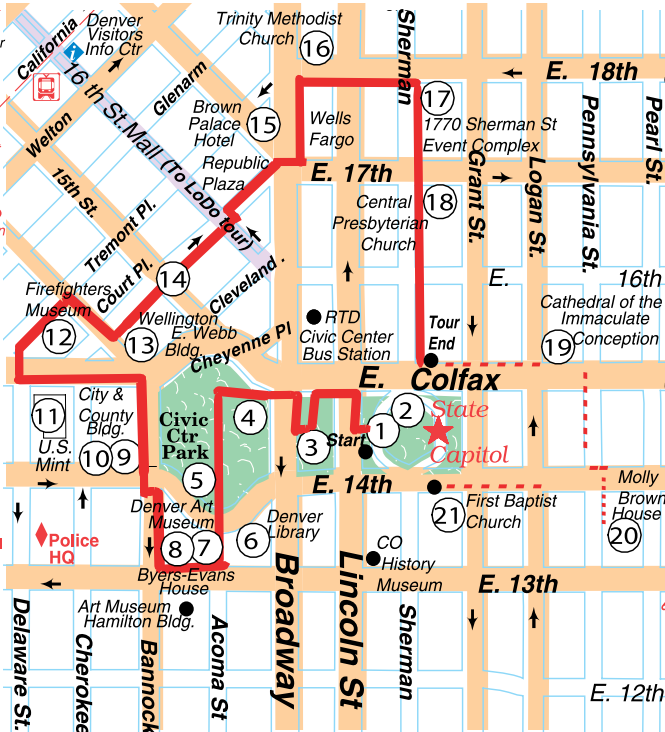 California
Denver
Visitors
Info Ctr
i
Trinity Methodist
Church
16
Sherman
E. 18th
17
1770 Sherman St
Event Complex
Glenarm
Welton
16 th St.Mall (To LoDo tour)
Brown
Palace
Hotel
15
Wells
Fargo
Republic
Plaza
E. 17th
Grant St.
Logan St.
Pennsylvania St.
Pearl St.
15th St.
Tremont Pl.
Court Pl.
Central
Presbyterian
Church
18
14
Cleveland .
E. 16th
Firefighters
Museum
12
Wellington
E. Webb
Bldg.
13
Cheyenne Pl
RTD
Civic Center
Bus Station
Tour
End
Cathedral of the
Immaculate
Conception
19
E. Colfax
11
U.S.
Mint
City &
County
Bldg.
10
9
Civic
Ctr
Park
4
5
3
Start
1
2
State
Capitol
E. 14th
Denver Art
Museum
8
7
6
Denver
Library
First Baptist
Church
21
Molly
Brown
House
20
Police
HQ
Byers-Evans
House
CO
History
Museum
E. 13th
Art Museum
Hamilton Bldg.
Delaware St.
Cherokee
Bannock
Acoma St
Broadway
Lincoln St
Sherman
E. 12th